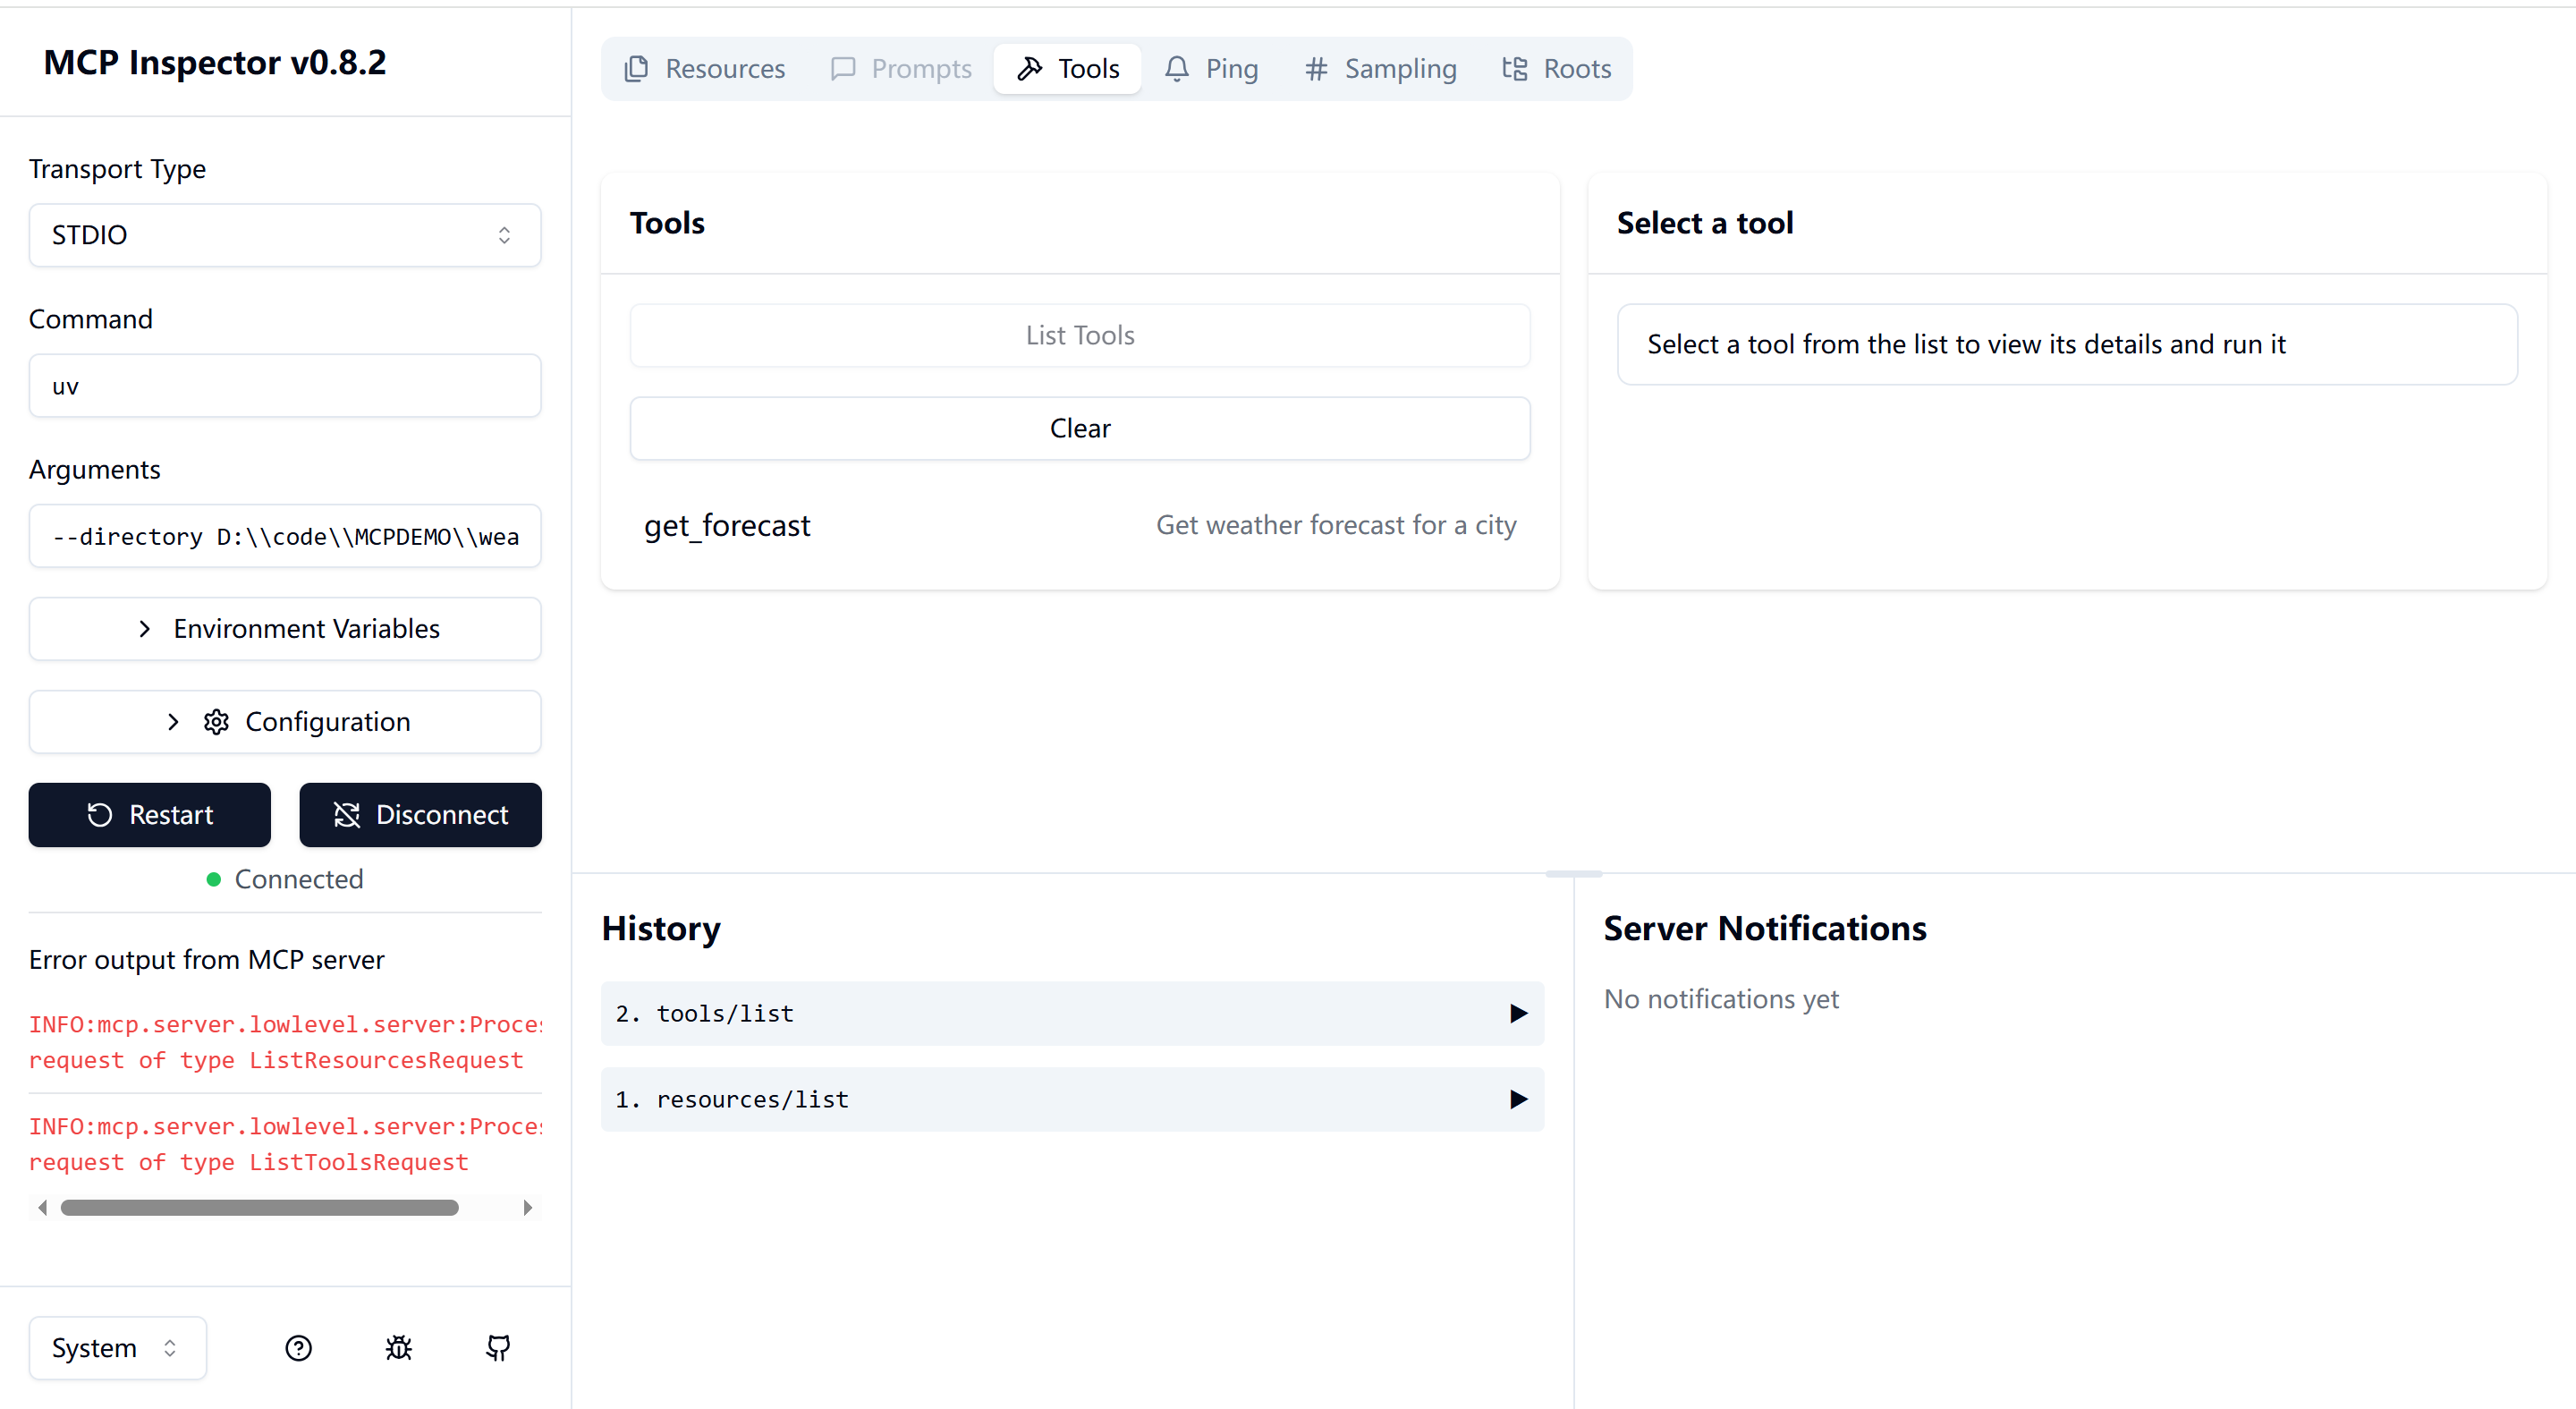 MCP Inspector v0.8.2
Transport Type
STDIO
Command
uv
Arguments
--directory D:\\code\\MCPDEMO\\wea
Environment Variables
Configuration
Restart
Disconnect
Connected
Error output from MCP server
INFO:mcp.server.lowlevel.server:Proces
request of type ListResourcesRequest
INFO:mcp.server.lowlevel.server:Proces
request of type ListToolsRequest
System
Resources
Prompts
Tools
Ping
Sampling
Roots
Tools
List Tools
Clear
get_forecast
Get weather forecast for a city
Select a tool
Select a tool from the list to view its details and run it
History
2. tools/list
1. resources/list
Server Notifications
No notifications yet